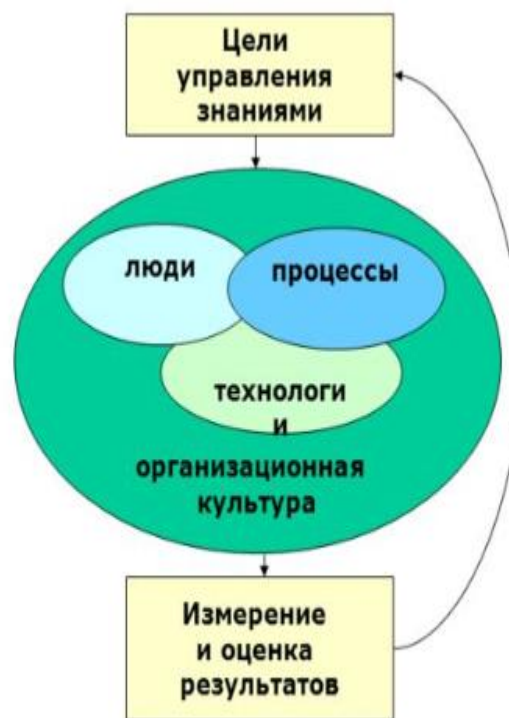 Цели
управления
знаниями
люди
процессы
технологи
и
организационная
культура
Измерение
и оценка
результатов